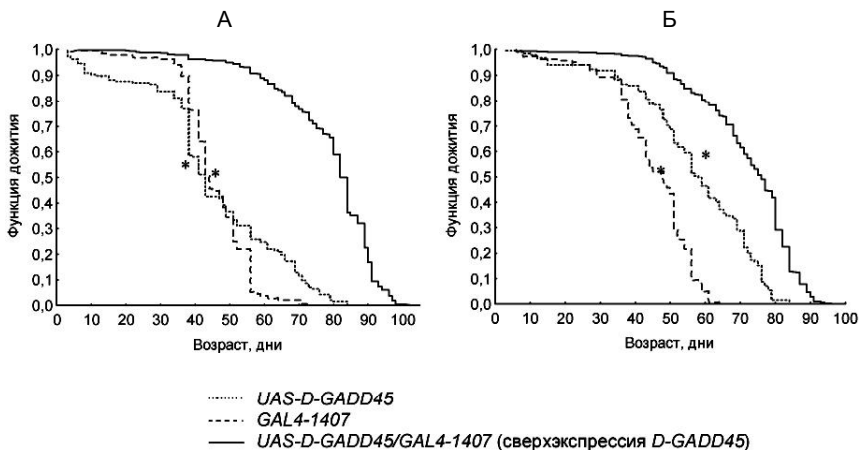 А
Функция дожития
1,0
0,9
0,8
0,7
0,6
0,5
0,4
0,3
0,2
0,1
0,0
*
*
0 10 20 30 40 50 60 70 80 90 100
Возраст, дни
Б
Функция дожития
1,0
0,9
0,8
0,7
0,6
0,5
0,4
0,3
0,2
0,1
0,0
*
*
0 10 20 30 40 50 60 70 80 90 100
Возраст, дни
UAS-D-GADD45
GAL4-1407
UAS-D-GADD45/GAL4-1407 (сверхэкспрессия D-GADD45)